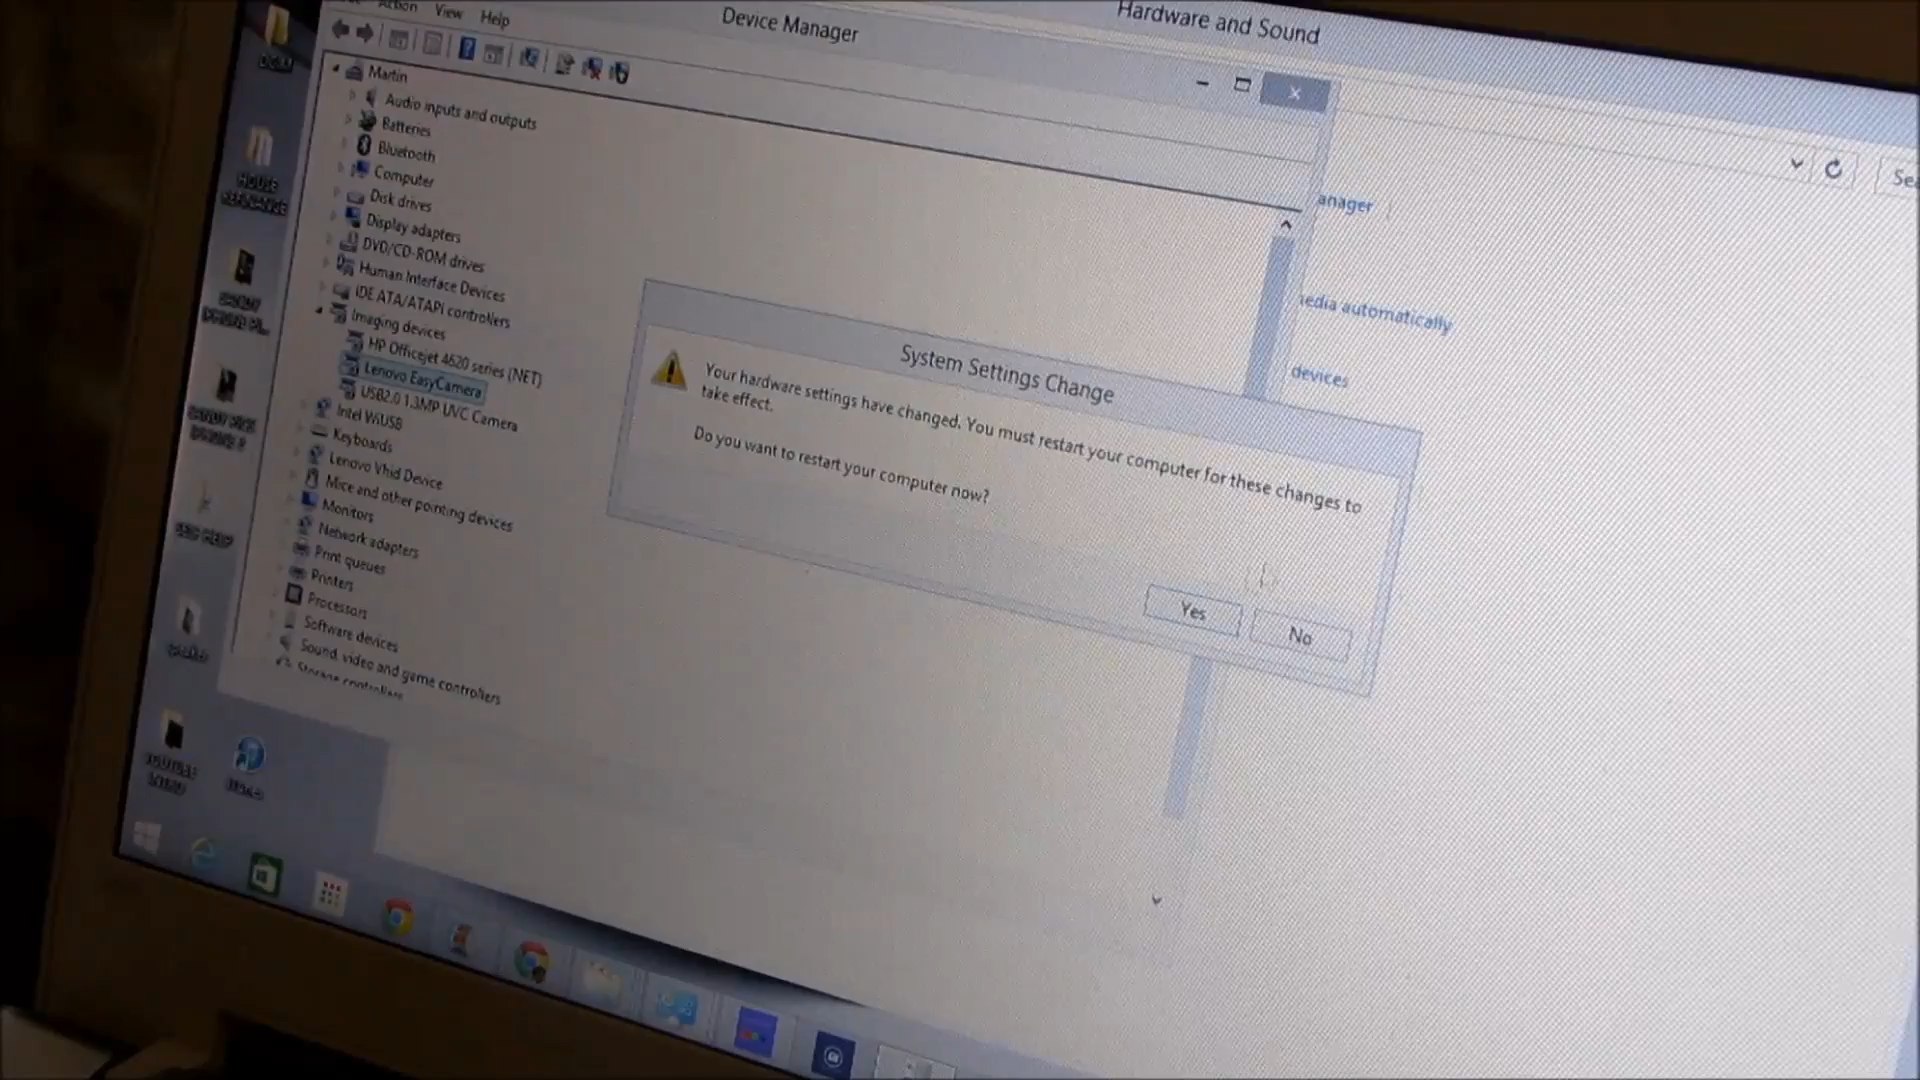 Hardware and Sound
Device Manager
Action View Help
Martin
Audio inputs and outputs
Batteries
Bluetooth
Computer
Disk drives
Display adapters
DVD/CD-ROM drives
Human Interface Devices
IDE ATA/ATAPI controllers
Imaging devices
HP Officejet 4620 series (NET)
Lenovo EasyCamera
USB2.0 1.3MP UVC Camera
Intel WiUSB
Keyboards
Lenovo Vhid Device
Mice and other pointing devices
Monitors
Network adapters
Print queues
Printers
Processors
Software devices
Sound, video and game controllers
Storage controllers
System Settings Change
Your hardware settings have changed. You must restart your computer for these changes to
take effect.
Do you want to restart your computer now?
Yes No
Sea
anager
edia automatically
devices
HOUSE